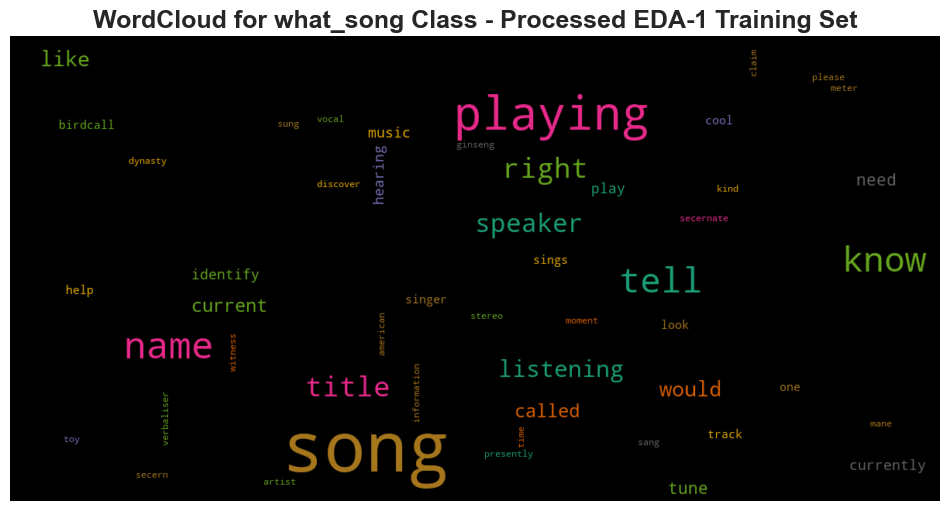 WordCloud for what_song Class - Processed EDA-1 Training Set
like
claim
please
meter
playing
birdcall
sung
vocal
music
cool
ginseng
dynasty
hearing
right
discover
play
kind
need
speaker
secernate
know
sings
identify
tell
help
current
singer
stereo
moment
look
american
name
witness
title
listening
information
would
one
called
verbaliser
song
time
track
mane
toy
sang
presently
currently
secern
artist
tune